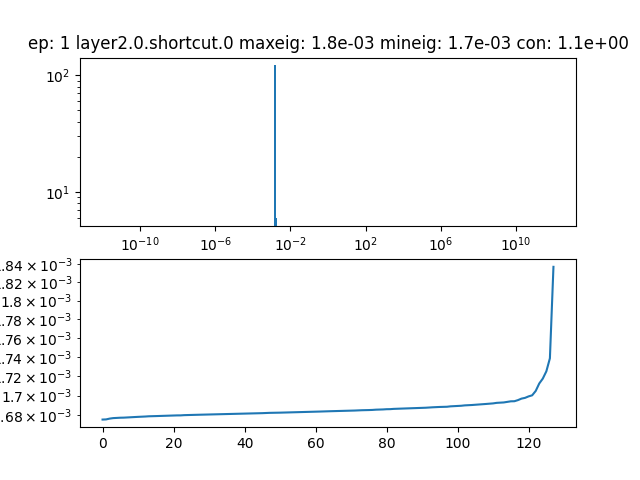 ep: 1 layer2.0.shortcut.0 maxeig: 1.8e-03 mineig: 1.7e-03 con: 1.1e+00
10²
10¹
10⁻¹⁰ 10⁻⁶ 10⁻² 10² 10⁶ 10¹⁰
.84 × 10⁻³
.82 × 10⁻³
1.8 × 10⁻³
.78 × 10⁻³
.76 × 10⁻³
.74 × 10⁻³
.72 × 10⁻³
1.7 × 10⁻³
.68 × 10⁻³
0 20 40 60 80 100 120